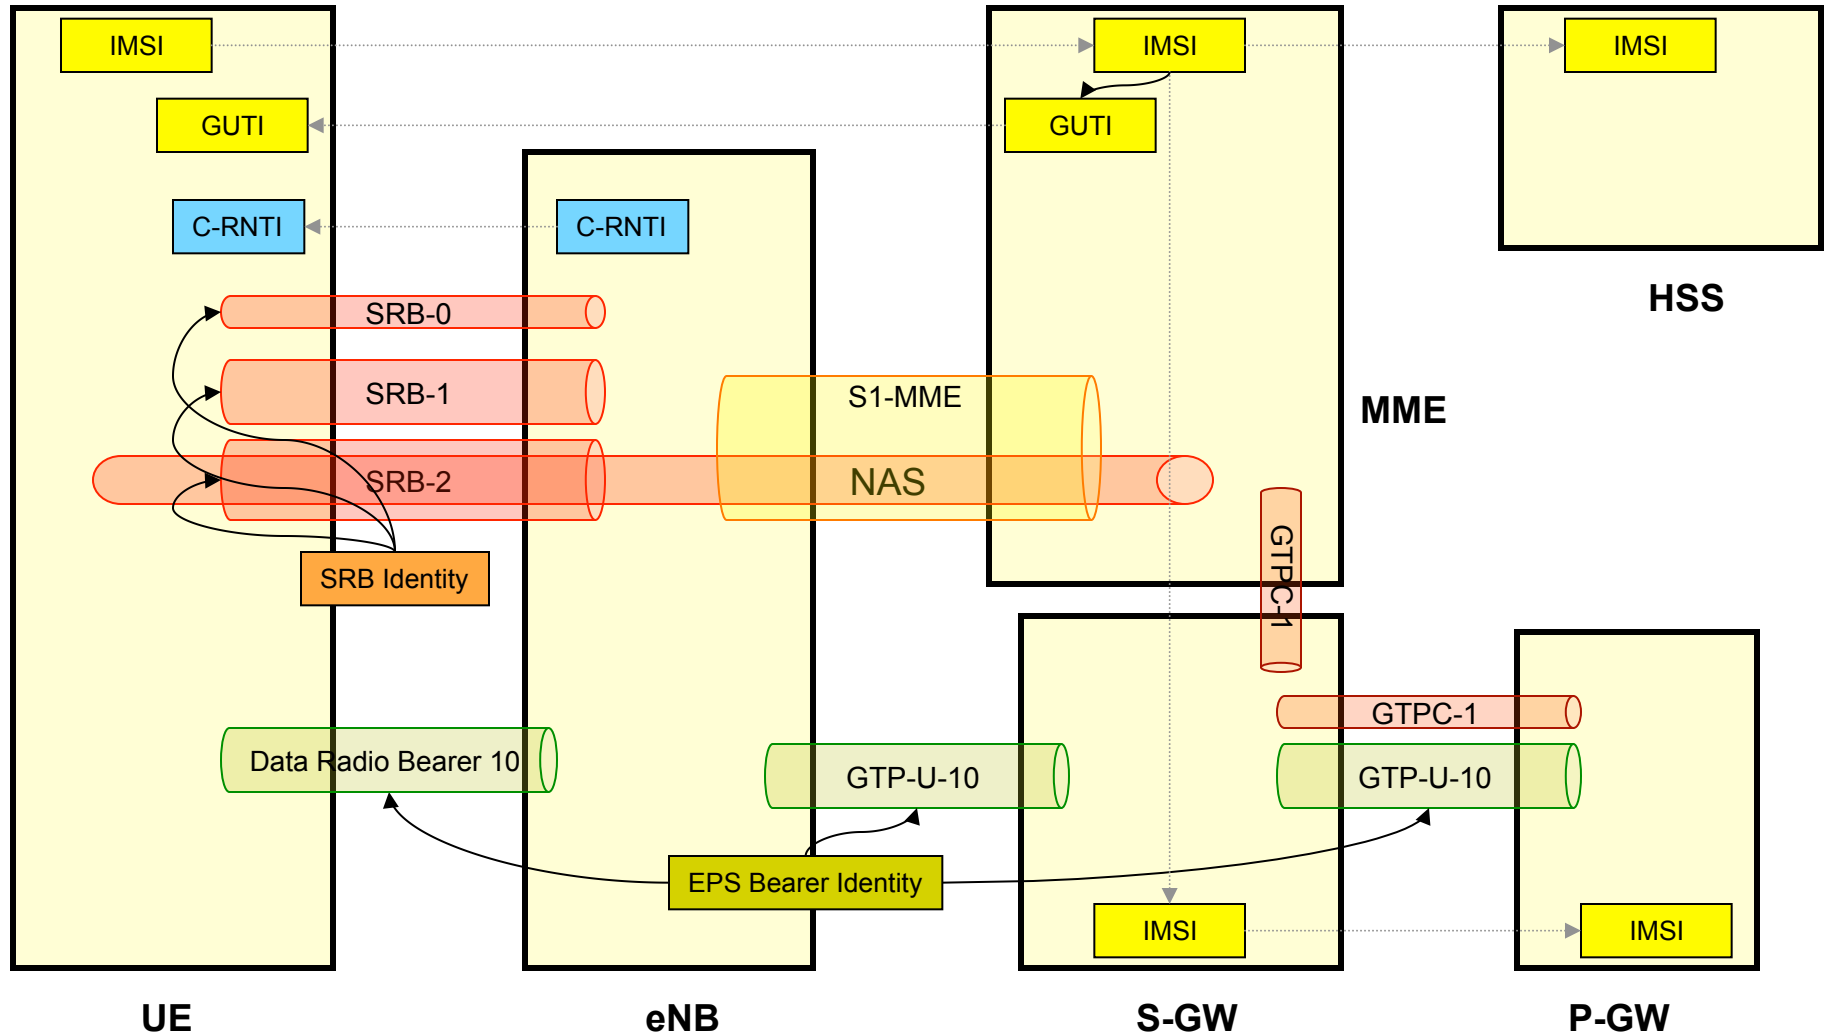 IMSI
IMSI
IMSI
GUTI
GUTI
C-RNTI
C-RNTI
HSS
SRB-0
SRB-1
S1-MME
MME
SRB-2
NAS
SRB Identity
GTPC-1
GTPC-1
Data Radio Bearer 10
GTP-U-10
GTP-U-10
EPS Bearer Identity
IMSI
IMSI
UE
eNB
S-GW
P-GW